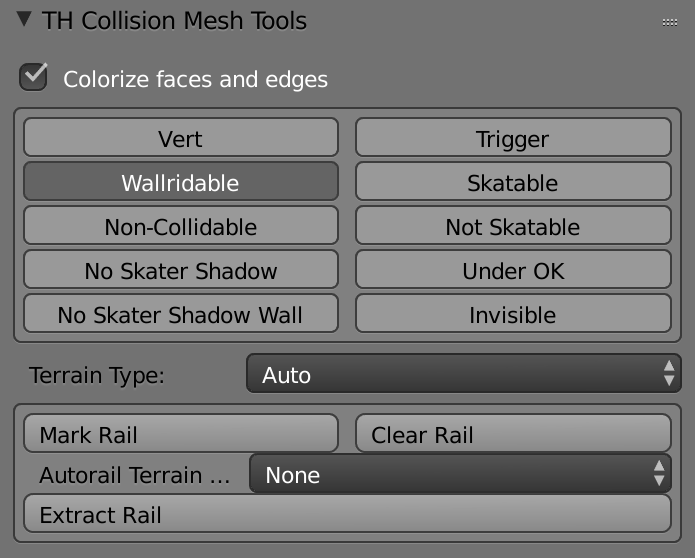 TH Collision Mesh Tools
Colorize faces and edges
Vert Trigger
Wallridable Skatable
Non-Collidable Not Skatable
No Skater Shadow Under OK
No Skater Shadow Wall Invisible
Terrain Type: Auto
Mark Rail Clear Rail
Autorail Terrain ... None
Extract Rail